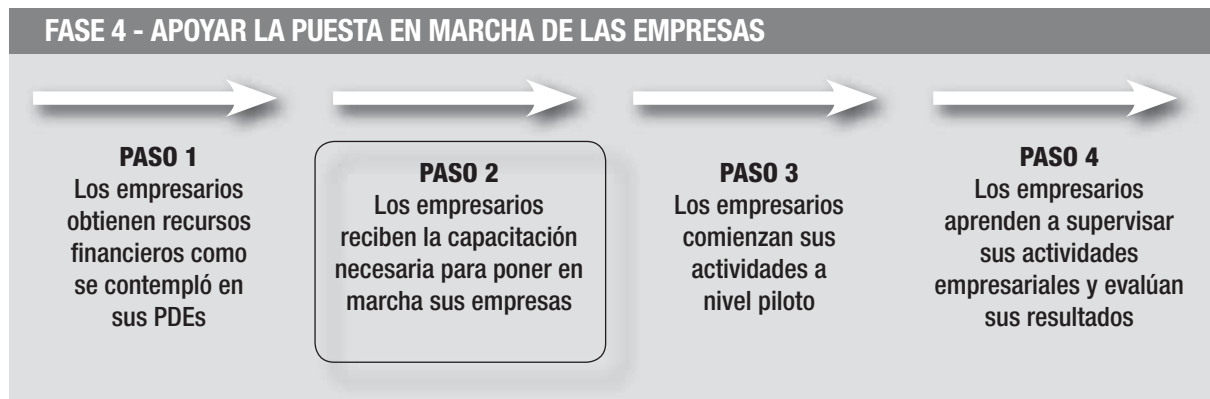 FASE 4 - APOYAR LA PUESTA EN MARCHA DE LAS EMPRESAS
PASO 1
Los empresarios
obtienen recursos
financieros como
se contempló en
sus PDEs
PASO 2
Los empresarios
reciben la capacitación
necesaria para poner en
marcha sus empresas
PASO 3
Los empresarios
comienzan sus
actividades a
nivel piloto
PASO 4
Los empresarios
aprenden a supervisar
sus actividades
empresariales y evalúan
sus resultados